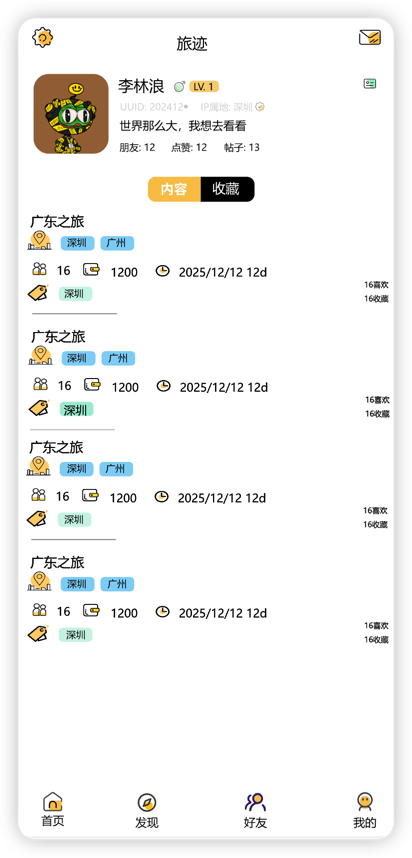 旅迹
李林浪 LV. 1
UUID: 202412 IP属地: 深圳
世界那么大，我想去看看
朋友: 12 点赞: 12 帖子: 13
内容 收藏
广东之旅
深圳 广州
16 1200 2025/12/12 12d
16喜欢
深圳
16收藏
广东之旅
深圳 广州
16 1200 2025/12/12 12d
16喜欢
深圳
16收藏
广东之旅
深圳 广州
16 1200 2025/12/12 12d
16喜欢
深圳
16收藏
广东之旅
深圳 广州
16 1200 2025/12/12 12d
16喜欢
深圳
16收藏
首页 发现 好友 我的